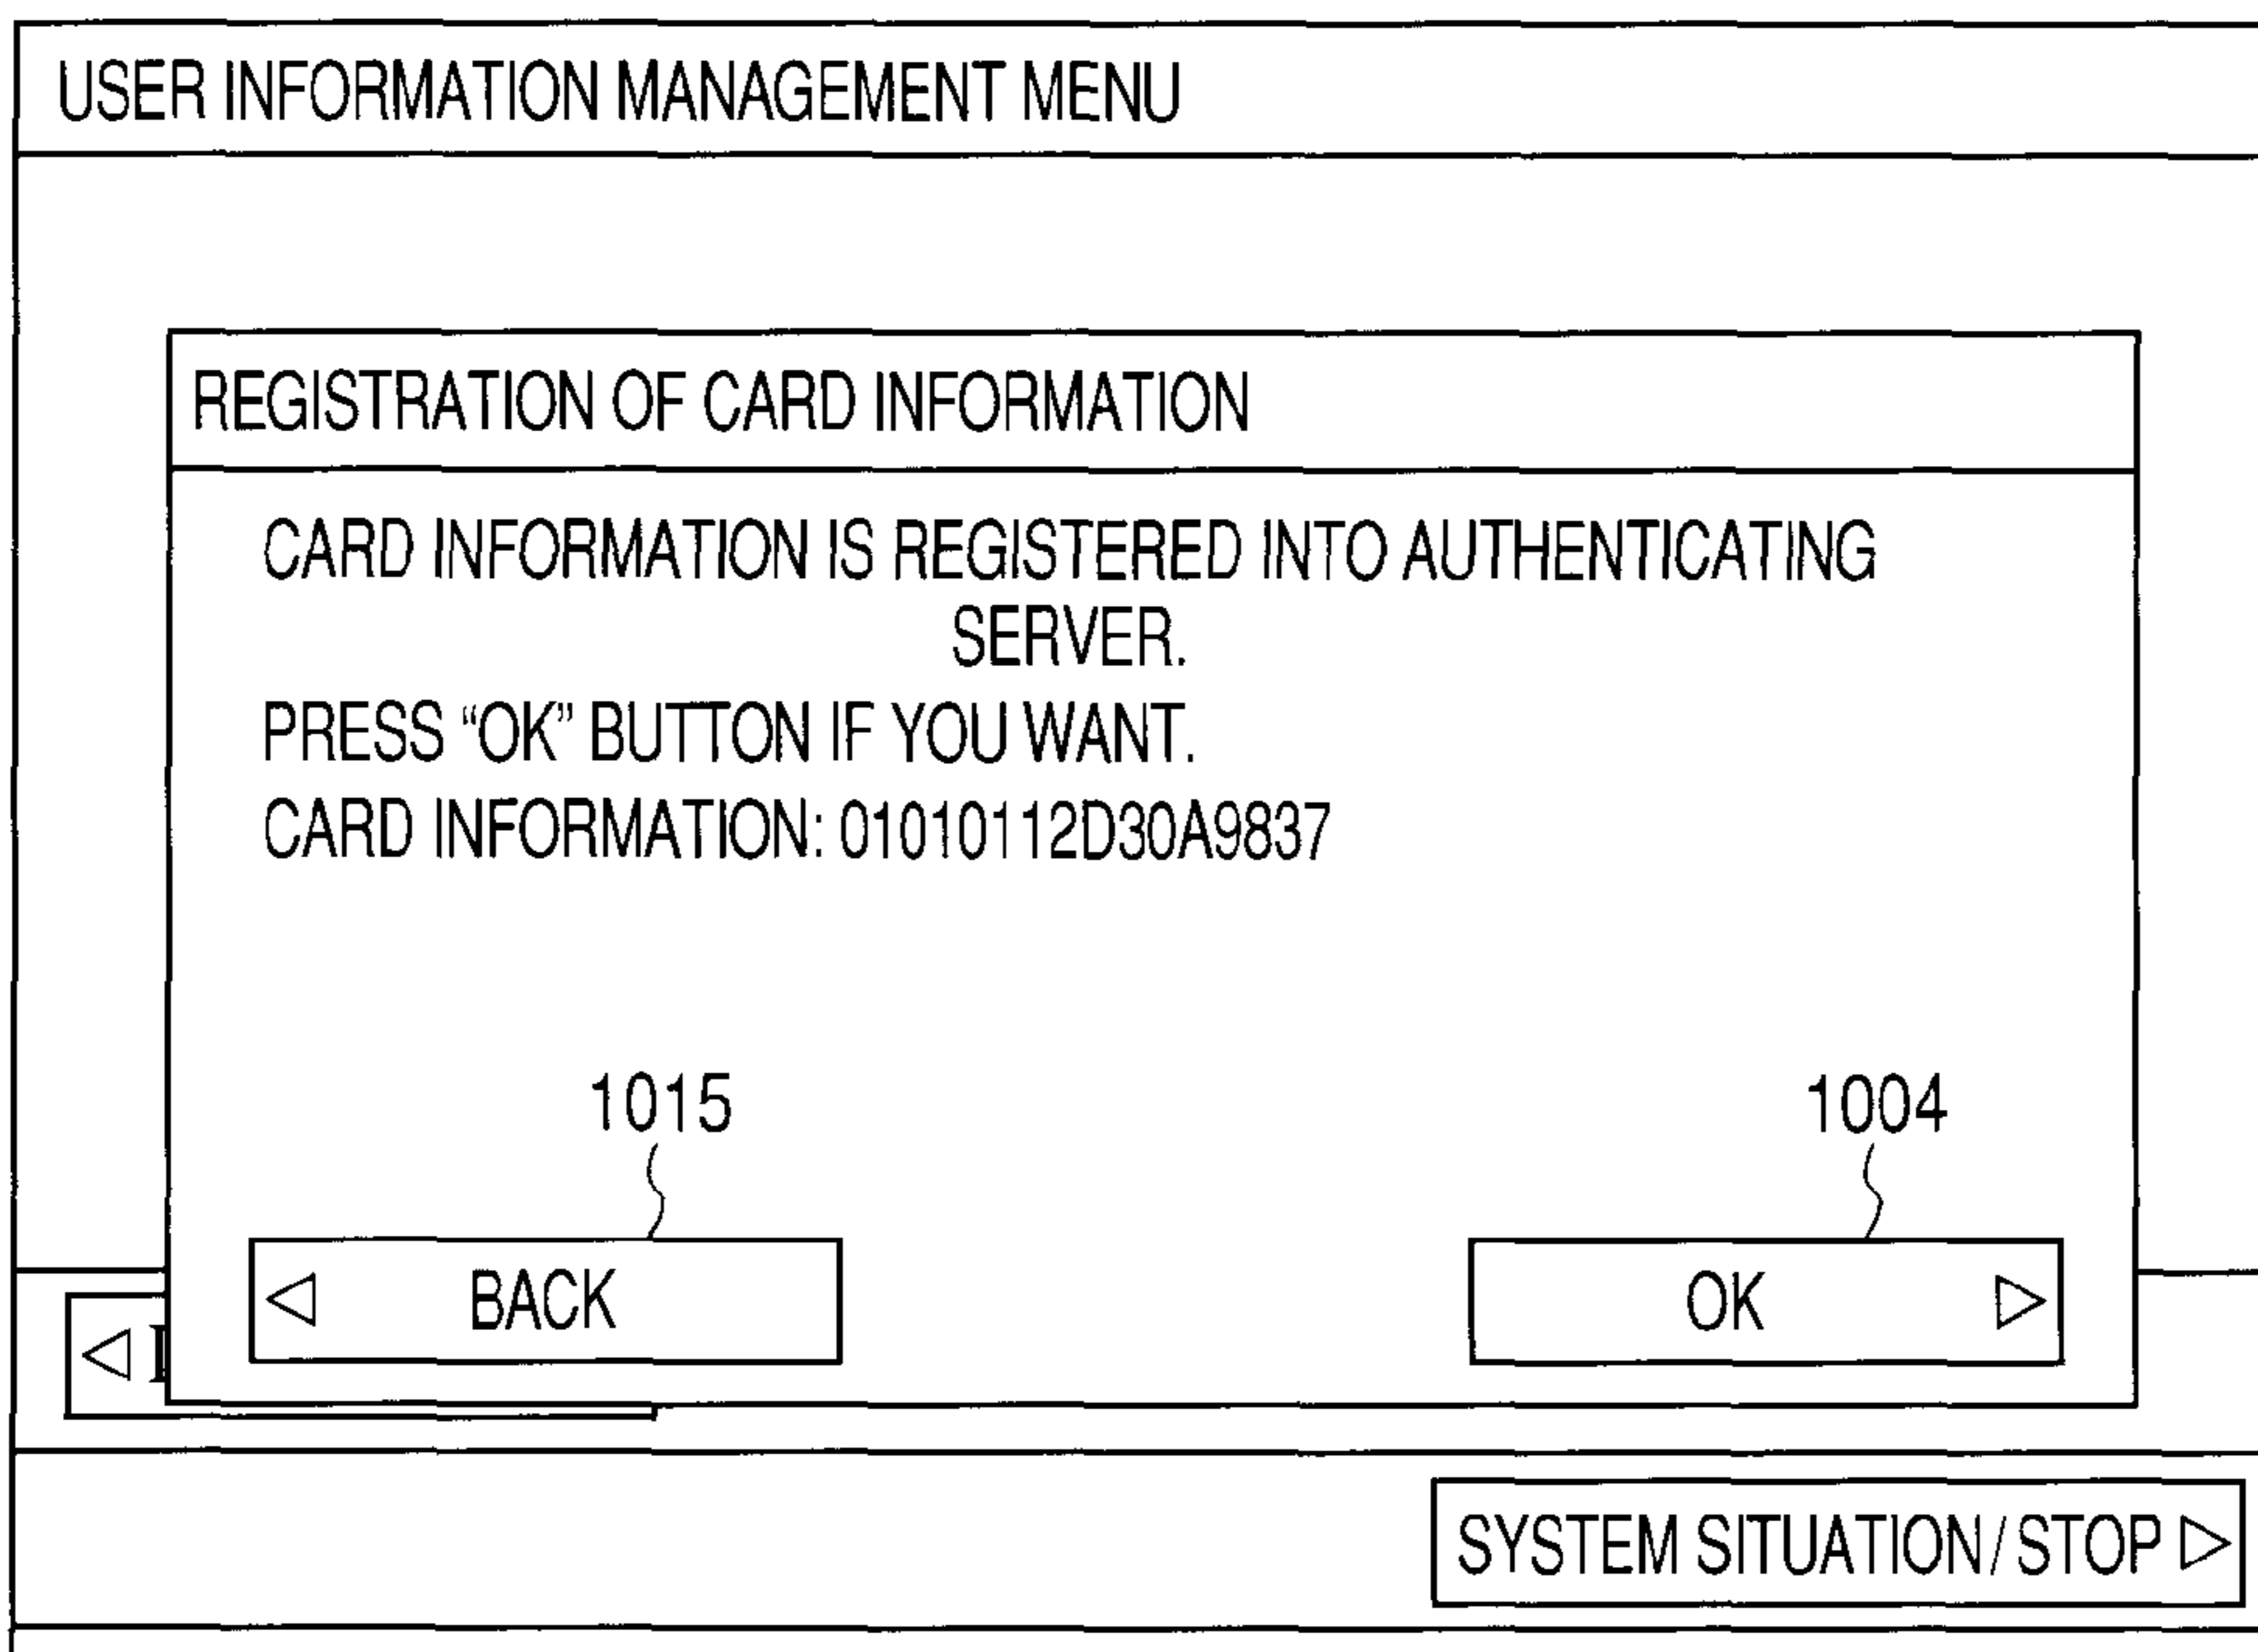 USER INFORMATION MANAGEMENT MENU
REGISTRATION OF CARD INFORMATION
CARD INFORMATION IS REGISTERED INTO AUTHENTICATING
SERVER.
PRESS “OK” BUTTON IF YOU WANT.
CARD INFORMATION: 01010112D30A9837
1015
1004
BACK
OK
SYSTEM SITUATION/STOP